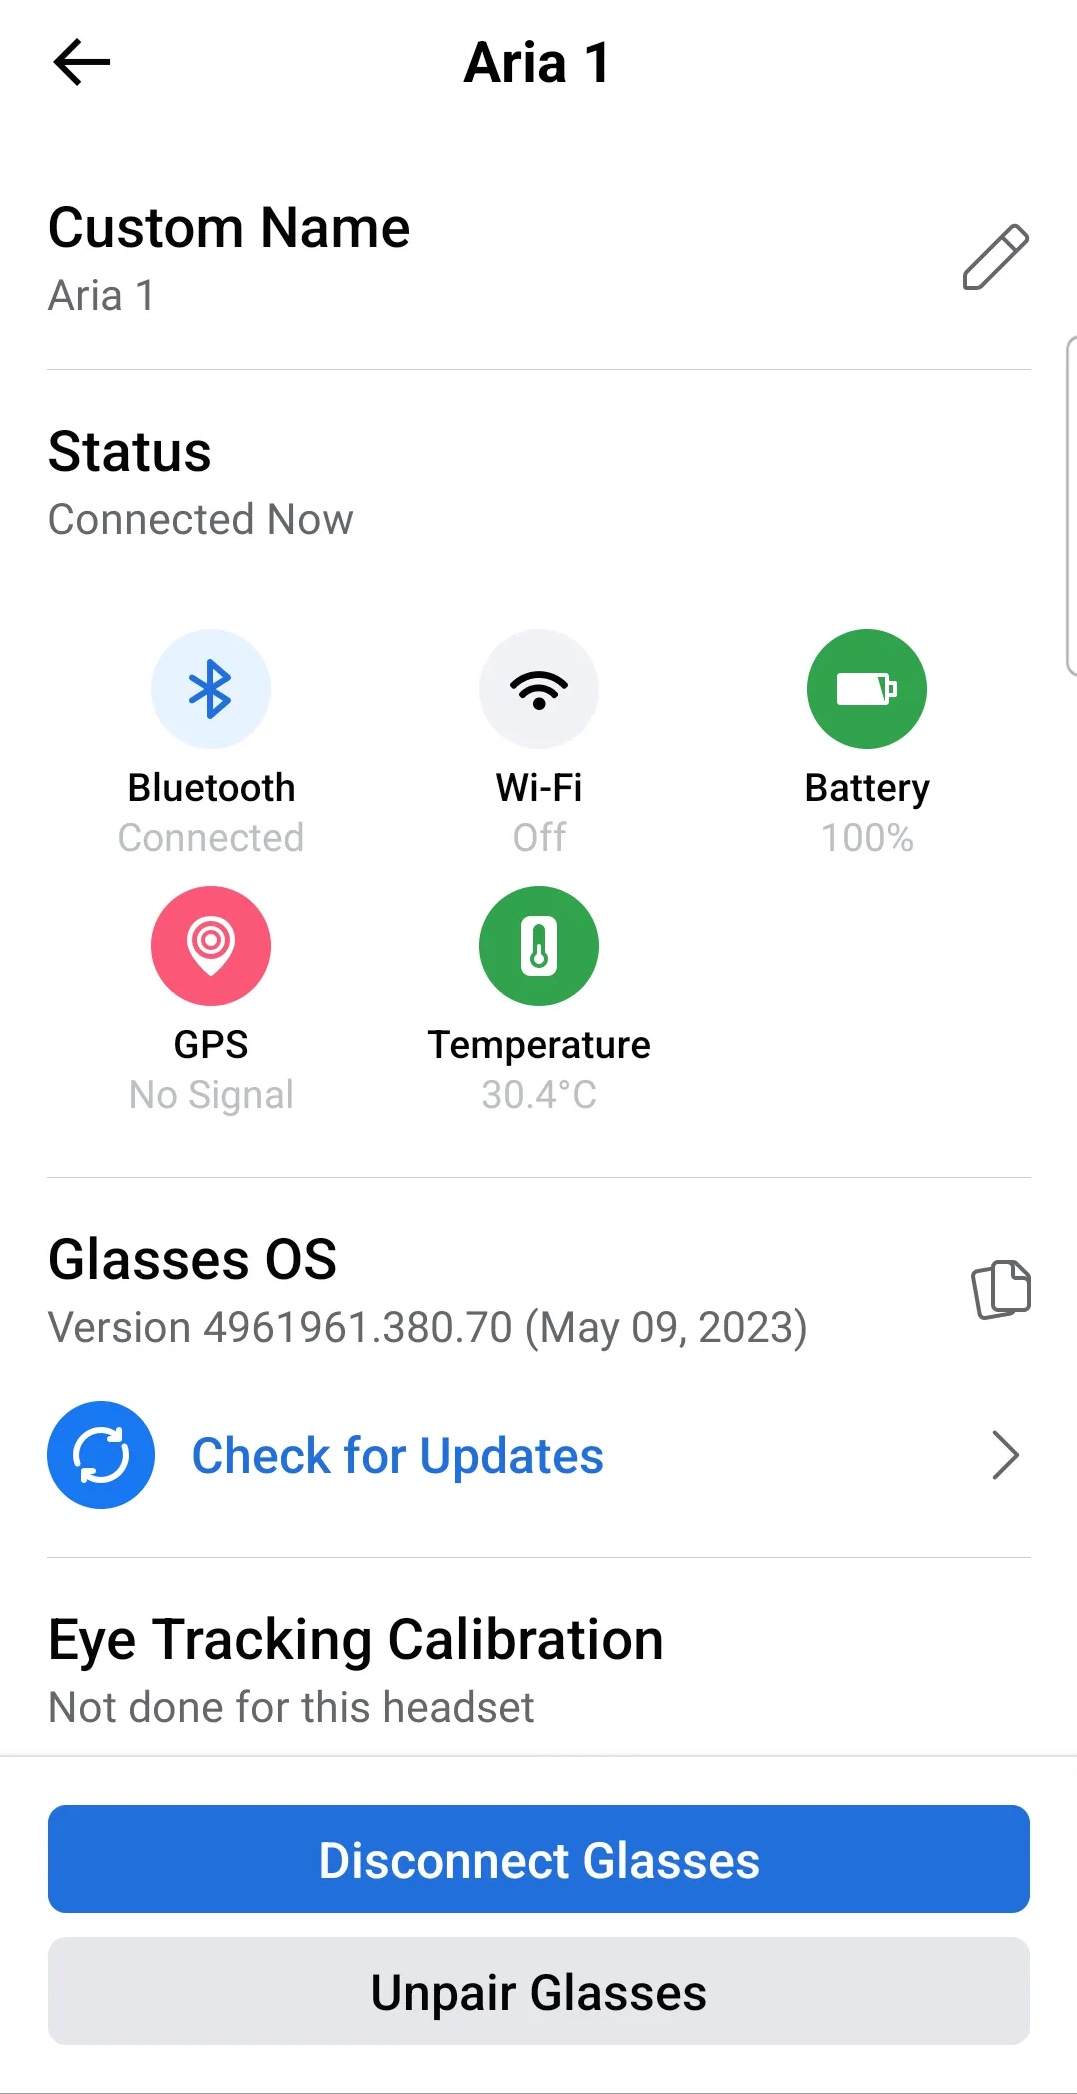 Aria 1
Custom Name
Aria 1
Status
Connected Now
Bluetooth
Connected
Wi-Fi
Off
Battery
100%
GPS
No Signal
Temperature
30.4°C
Glasses OS
Version 4961961.380.70 (May 09, 2023)
Check for Updates
Eye Tracking Calibration
Not done for this headset
Disconnect Glasses
Unpair Glasses